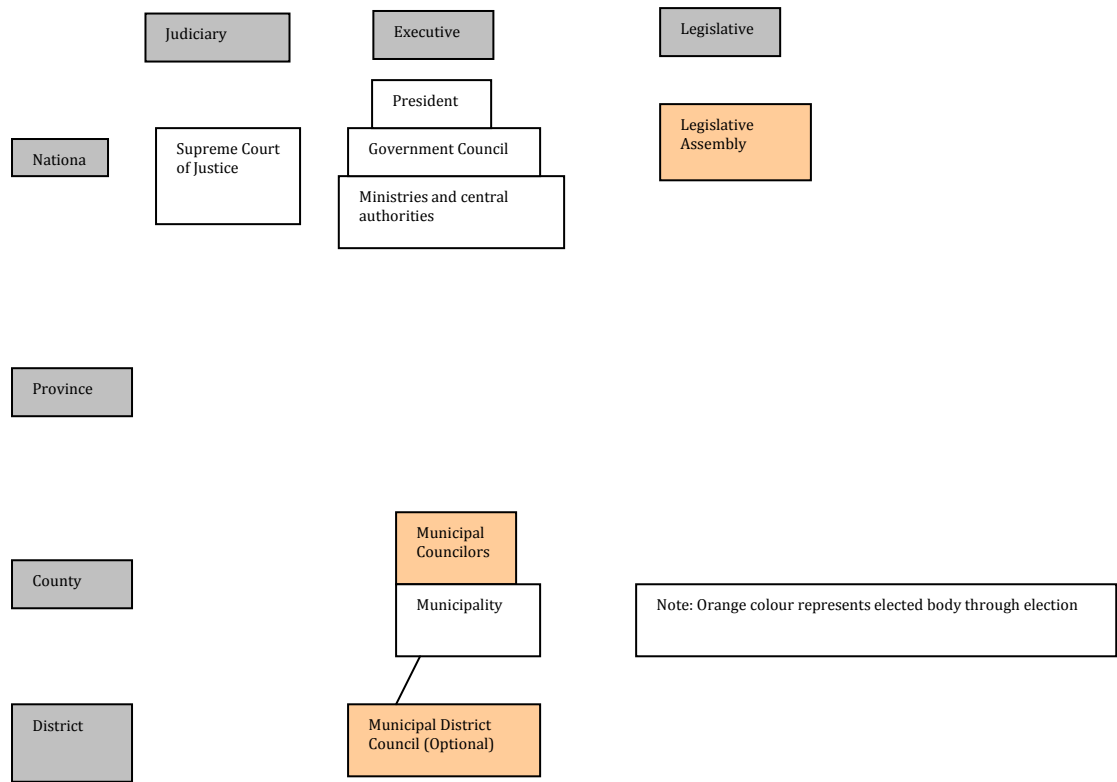 Judiciary
Executive
Legislative
President
Legislative
Assembly
Nationa
Supreme Court
of Justice
Government Council
Ministries and central
authorities
Province
Municipal
Councilors
County
Municipality
Note: Orange colour represents elected body through election
District
Municipal District
Council (Optional)